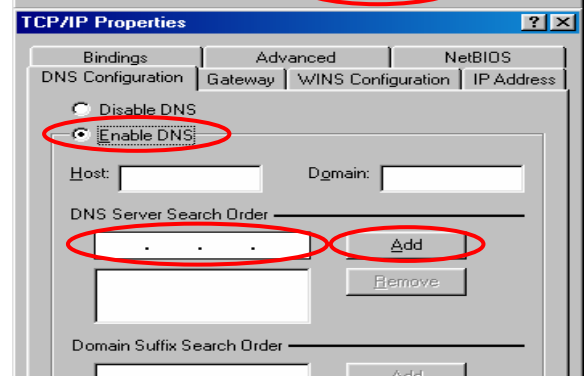 TCP/IP Properties
Bindings Advanced NetBIOS
DNS Configuration Gateway WINS Configuration IP Address
Disable DNS
Enable DNS
Host: Domain:
DNS Server Search Order
. . . Add
Remove
Domain Suffix Search Order
Add